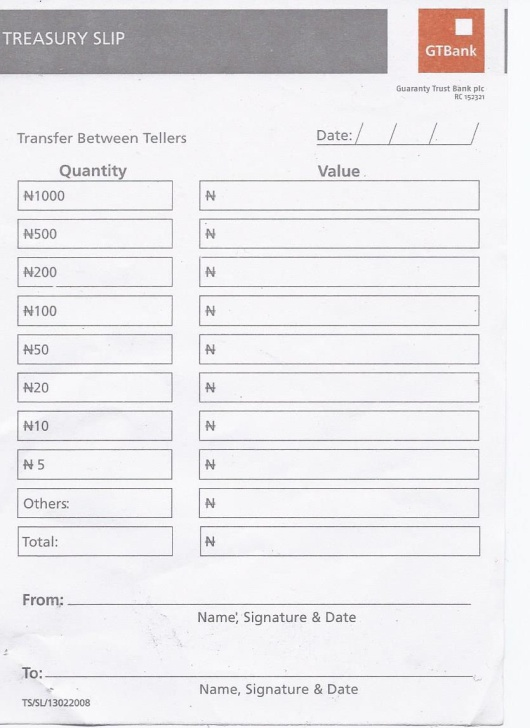 TREASURY SLIP
GTBank
Guaranty Trust Bank plc
RC 152321
Transfer Between Tellers Date: / / / /
Quantity Value
₦1000 ₦
₦500 ₦
₦200 ₦
₦100 ₦
₦50 ₦
₦20 ₦
₦10 ₦
₦ 5 ₦
Others: ₦
Total: ₦
From:
Name, Signature & Date
To:
Name, Signature & Date
TS/SL/13022008